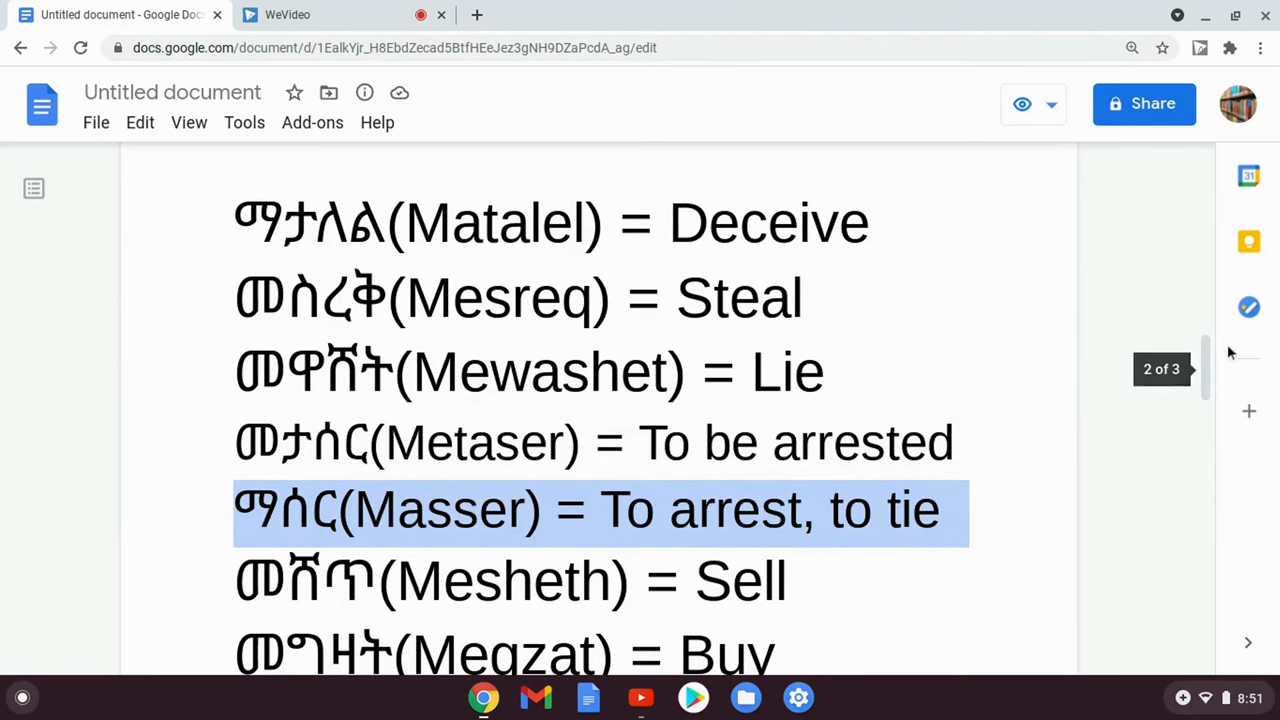 Untitled document - Google Docs
WeVideo
docs.google.com/document/d/1EalkYjr_H8EbdZecad5BtfHEeJez3gNH9DZaPcdA_ag/edit
Untitled document
File Edit View Tools Add-ons Help
Share
31
ማታለል(Matalel) = Deceive
መስረቅ(Mesreq) = Steal
መዋሸት(Mewashet) = Lie
2 of 3
መታሰር(Metaser) = To be arrested
ማሰር(Masser) = To arrest, to tie
መሸጥ(Mesheth) = Sell
መግዛት(Megzat) = Buy
8:51